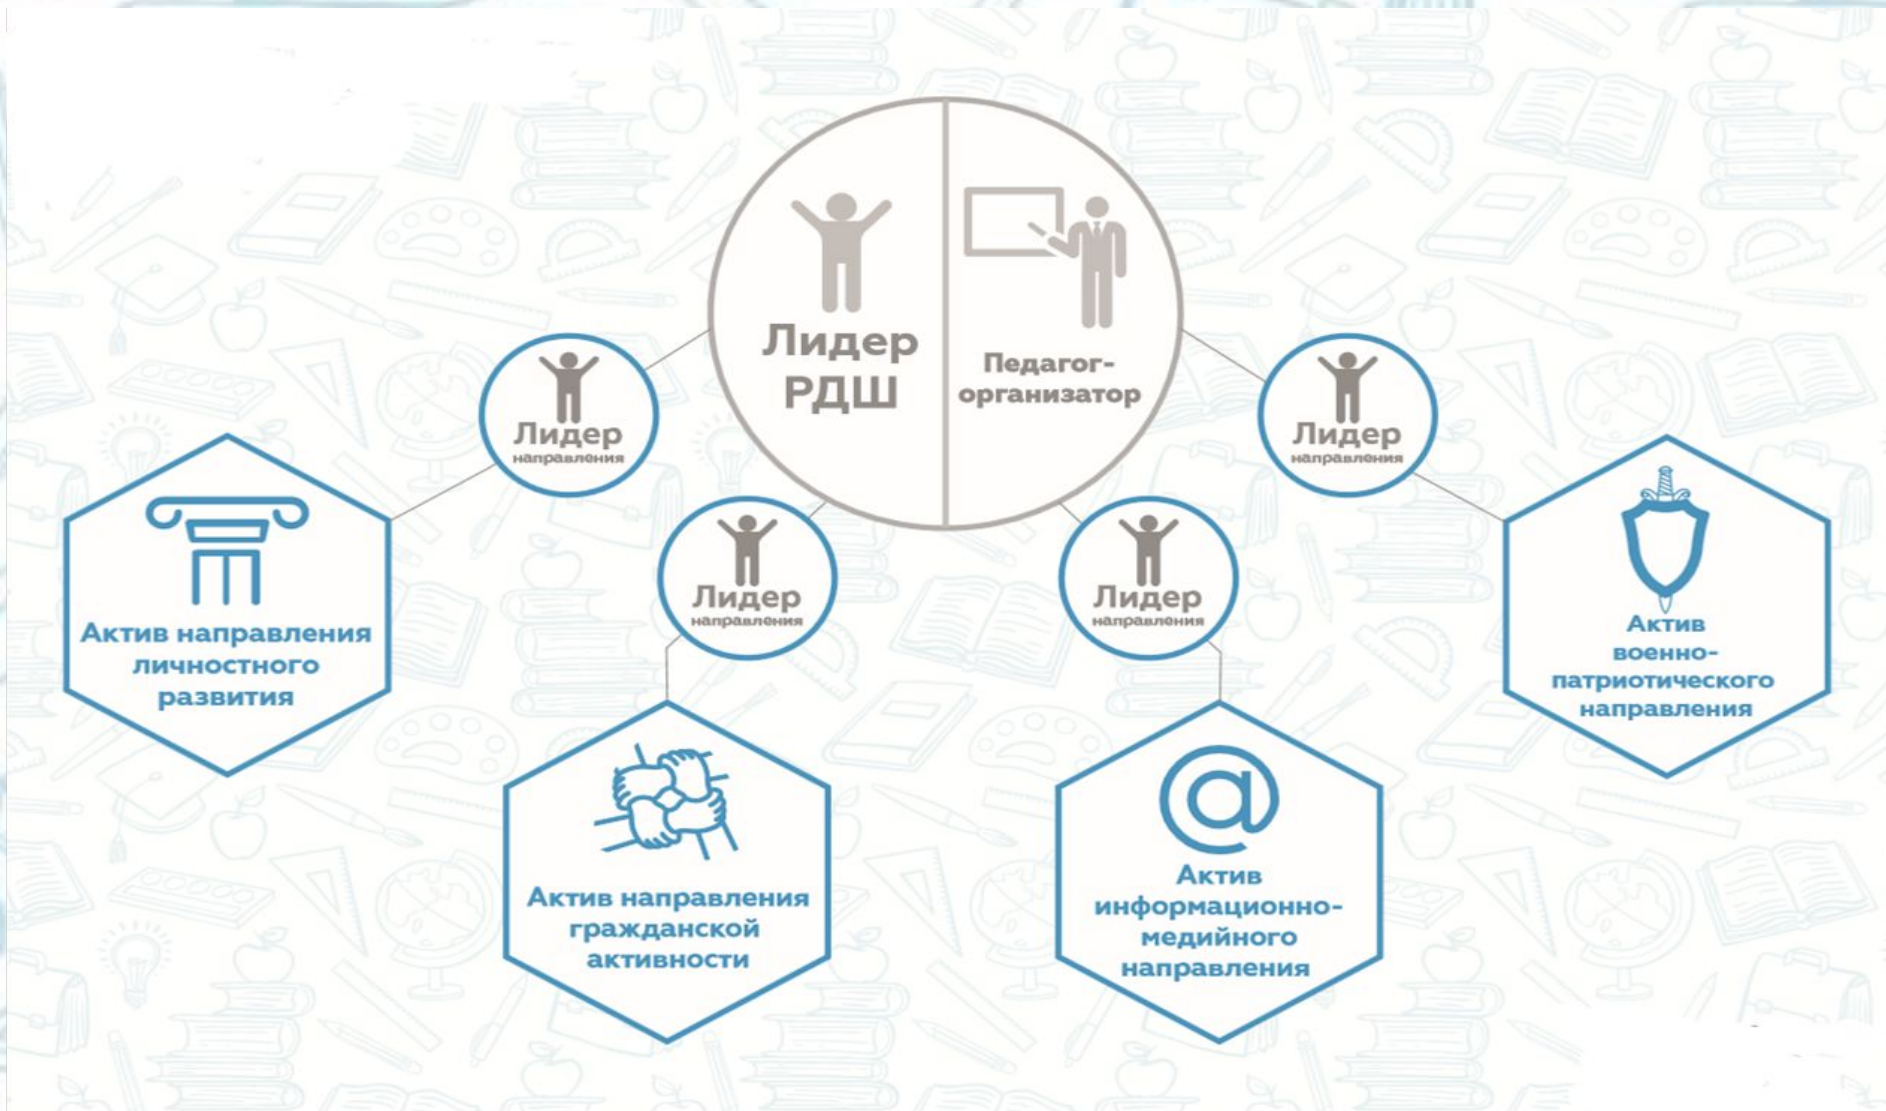 Лидер
РДШ
Педагог-
организатор
Лидер
направления
Лидер
направления
Лидер
направления
Лидер
направления
Актив направления
личностного
развития
Актив направления
гражданской
активности
Актив
информационно-
медийного
направления
Актив
военно-
патриотического
направления